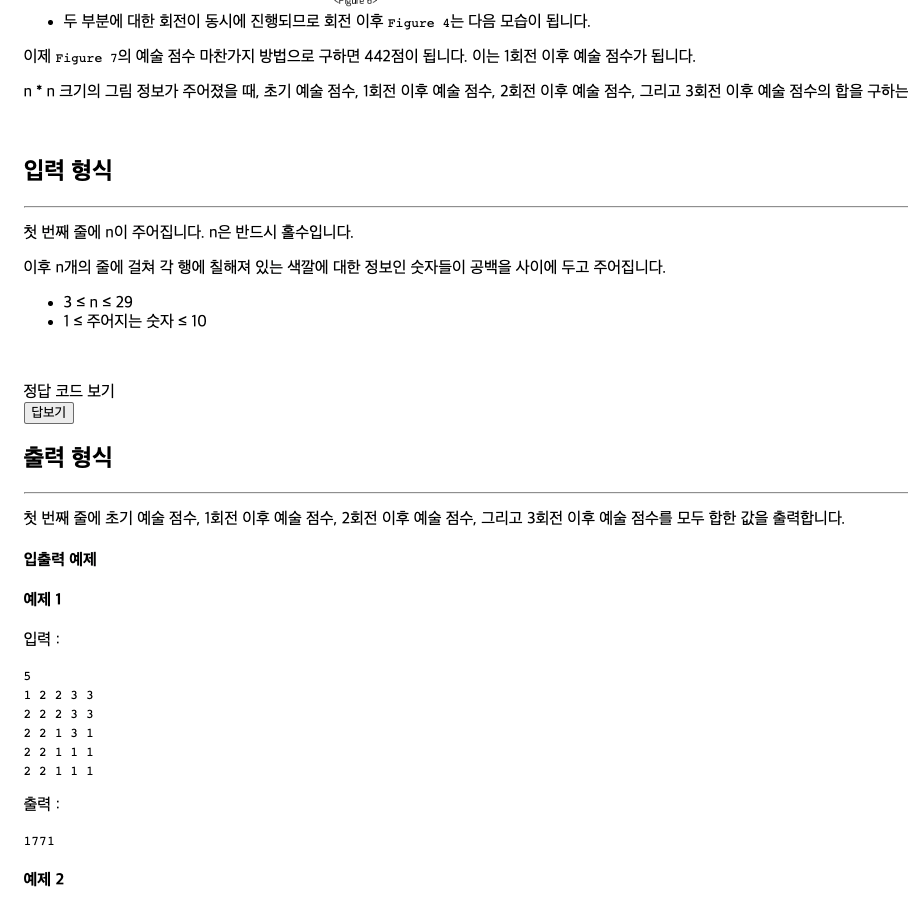 <Figure 6>
두 부분에 대한 회전이 동시에 진행되므로 회전 이후 Figure 4는 다음 모습이 됩니다.
이제 Figure 7의 예술 점수 마찬가지 방법으로 구하면 442점이 됩니다. 이는 1회전 이후 예술 점수가 됩니다.
n * n 크기의 그림 정보가 주어졌을 때, 초기 예술 점수, 1회전 이후 예술 점수, 2회전 이후 예술 점수, 그리고 3회전 이후 예술 점수의 합을 구하는
입력 형식
첫 번째 줄에 n이 주어집니다. n은 반드시 홀수입니다.
이후 n개의 줄에 걸쳐 각 행에 칠해져 있는 색깔에 대한 정보인 숫자들이 공백을 사이에 두고 주어집니다.
• 3 ≤ n ≤ 29
• 1 ≤ 주어지는 숫자 ≤ 10
정답 코드 보기
답보기
출력 형식
첫 번째 줄에 초기 예술 점수, 1회전 이후 예술 점수, 2회전 이후 예술 점수, 그리고 3회전 이후 예술 점수를 모두 합한 값을 출력합니다.
입출력 예제
예제 1
입력 :
5
1 2 2 3 3
2 2 2 3 3
2 2 1 3 1
2 2 1 1 1
2 2 1 1 1
출력 :
1771
예제 2